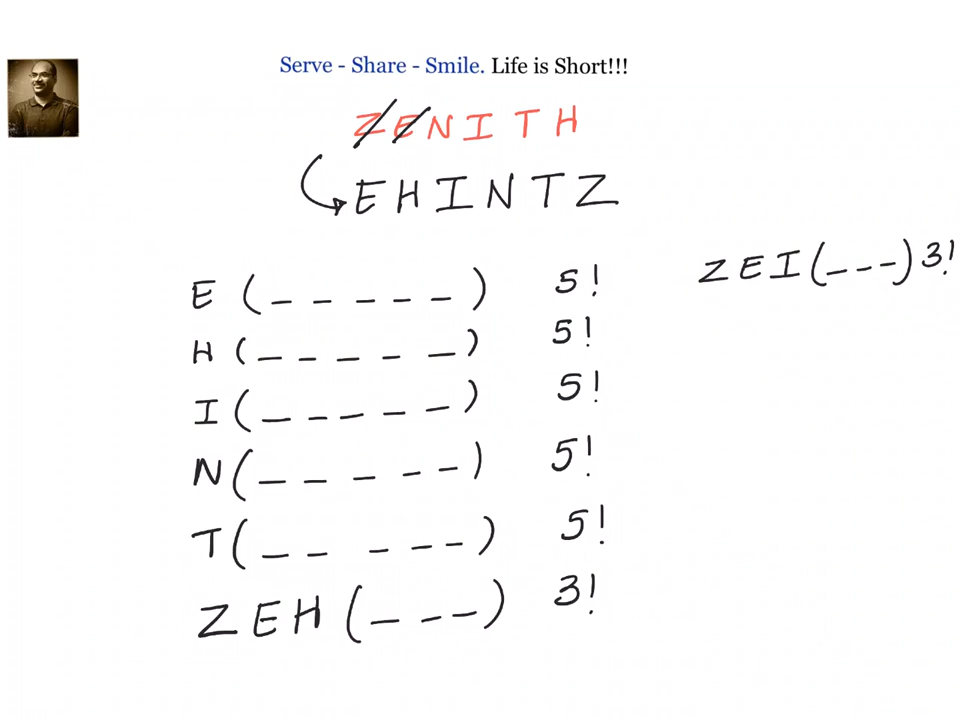 Serve - Share - Smile. Life is Short!!!
ZENITH
EHINTZ
E (_ _ _ _ _) 5!
H (_ _ _ _ _) 5!
I (_ _ _ _ _) 5!
N (_ _ _ _ _) 5!
T (_ _ _ _ _) 5!
ZEH (_ _ _) 3!
ZEI (_ _ _) 3!